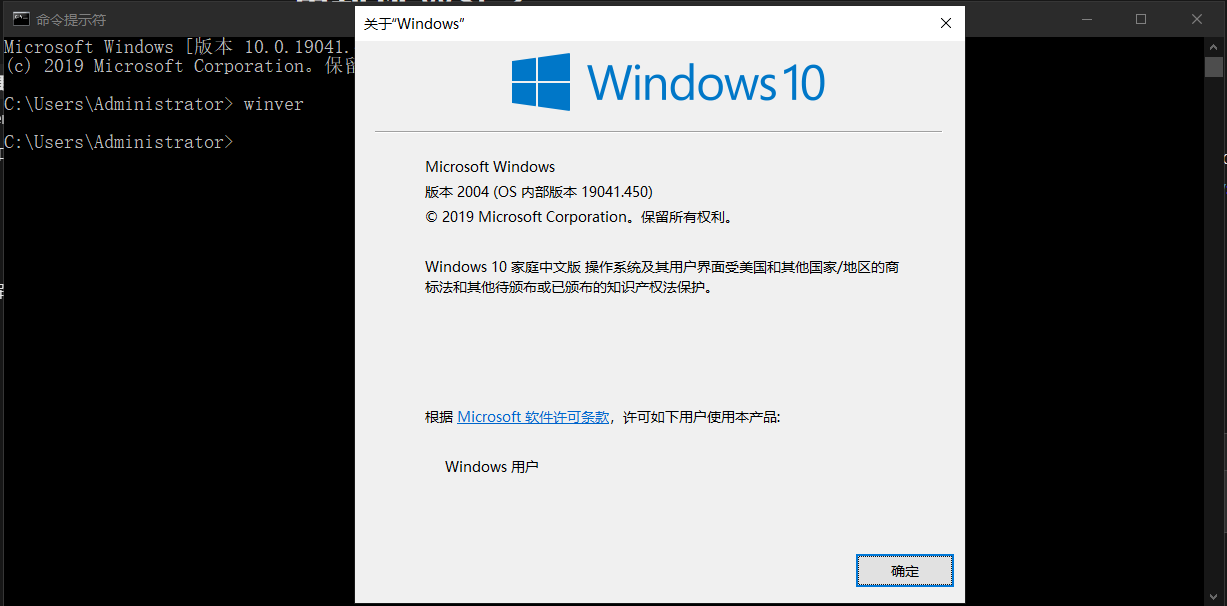 命令提示符
Microsoft Windows [版本 10.0.19041.
(c) 2019 Microsoft Corporation。保留
C:\Users\Administrator> winver
C:\Users\Administrator>
关于“Windows”
Windows 10
Microsoft Windows
版本 2004 (OS 内部版本 19041.450)
© 2019 Microsoft Corporation。保留所有权利。
Windows 10 家庭中文版 操作系统及其用户界面受美国和其他国家/地区的商
标法和其他待颁布或已颁布的知识产权法保护。
根据 Microsoft 软件许可条款，许可如下用户使用本产品:
Windows 用户
确定